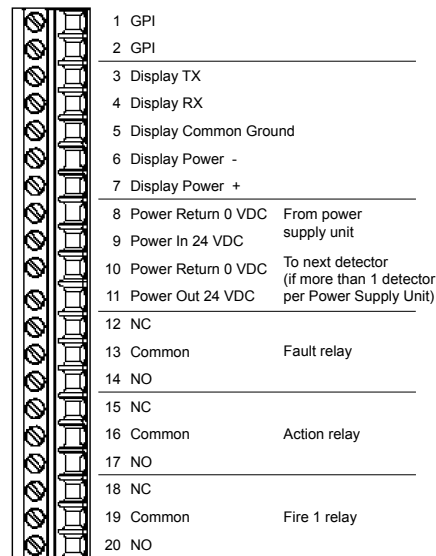 1 GPI
2 GPI
3 Display TX
4 Display RX
5 Display Common Ground
6 Display Power -
7 Display Power +
8 Power Return 0 VDC From power
9 Power In 24 VDC supply unit
10 Power Return 0 VDC To next detector
(if more than 1 detector
11 Power Out 24 VDC per Power Supply Unit)
12 NC
13 Common Fault relay
14 NO
15 NC
16 Common Action relay
17 NO
18 NC
19 Common Fire 1 relay
20 NO